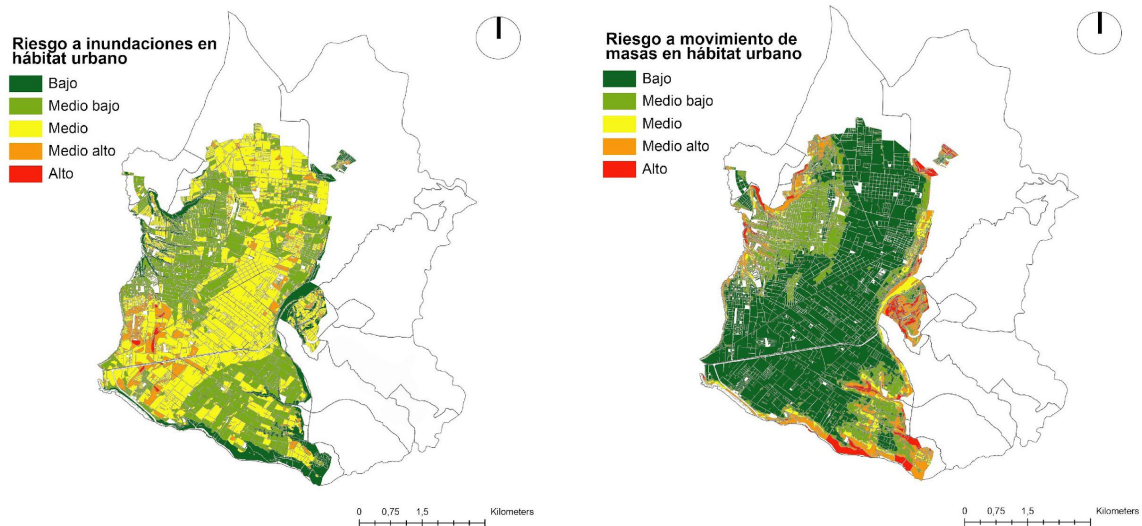 Riesgo a inundaciones en
hábitat urbano
Bajo
Medio bajo
Medio
Medio alto
Alto
0 0,75 1,5 Kilometers
Riesgo a movimiento de
masas en hábitat urbano
Bajo
Medio bajo
Medio
Medio alto
Alto
0 0,75 1,5 Kilometers